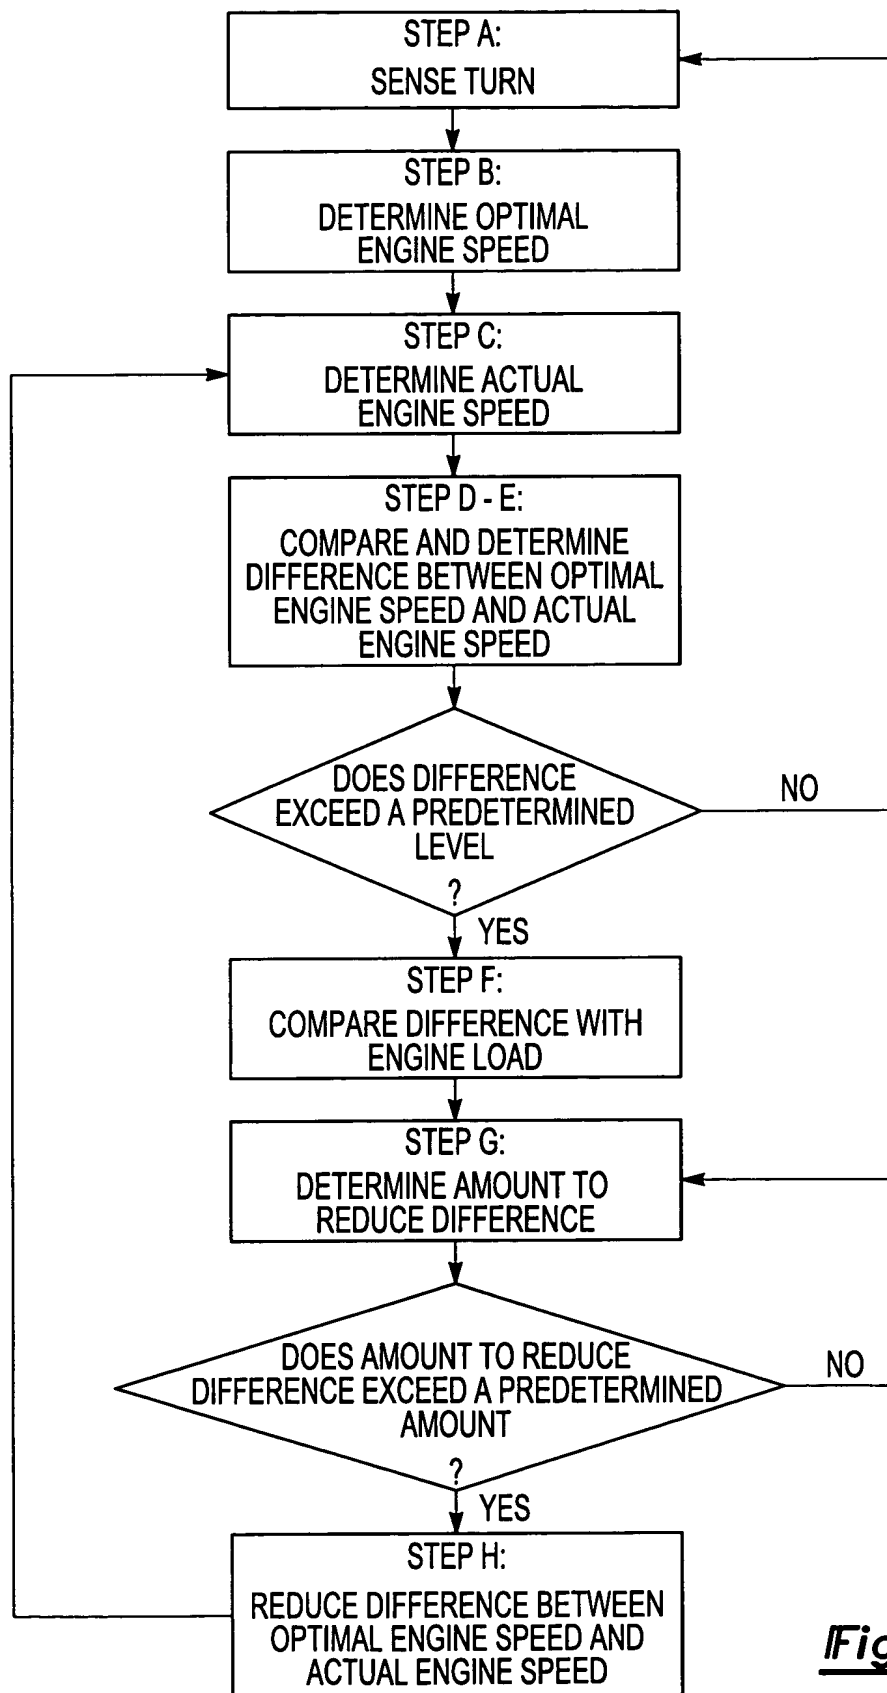 STEP A:
SENSE TURN
STEP B:
DETERMINE OPTIMAL
ENGINE SPEED
STEP C:
DETERMINE ACTUAL
ENGINE SPEED
STEP D - E:
COMPARE AND DETERMINE
DIFFERENCE BETWEEN OPTIMAL
ENGINE SPEED AND ACTUAL
ENGINE SPEED
DOES DIFFERENCE
EXCEED A PREDETERMINED
LEVEL
?
NO
YES
STEP F:
COMPARE DIFFERENCE WITH
ENGINE LOAD
STEP G:
DETERMINE AMOUNT TO
REDUCE DIFFERENCE
DOES AMOUNT TO REDUCE
DIFFERENCE EXCEED A PREDETERMINED
AMOUNT
?
NO
YES
STEP H:
REDUCE DIFFERENCE BETWEEN
OPTIMAL ENGINE SPEED AND
ACTUAL ENGINE SPEED
Fig